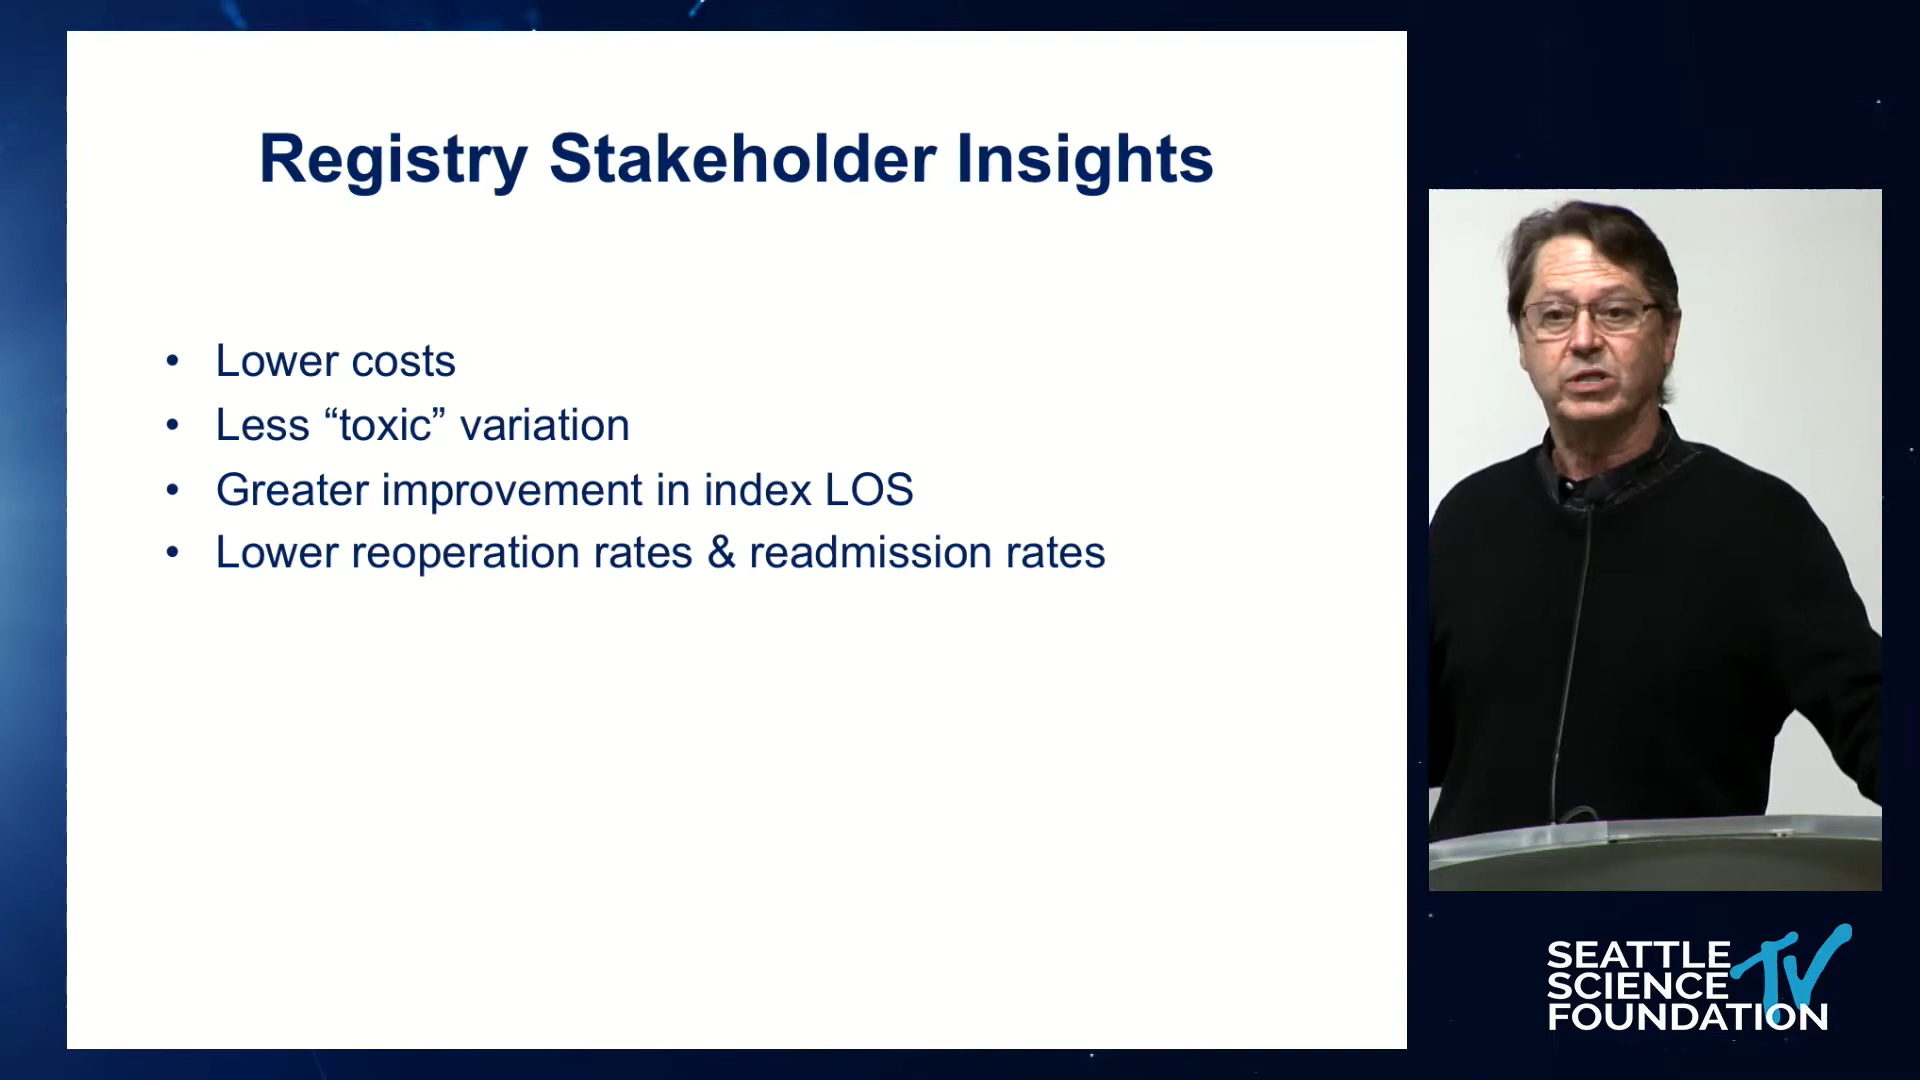 Registry Stakeholder Insights
• Lower costs
• Less “toxic” variation
• Greater improvement in index LOS
• Lower reoperation rates & readmission rates
SEATTLE
SCIENCE TV
FOUNDATION